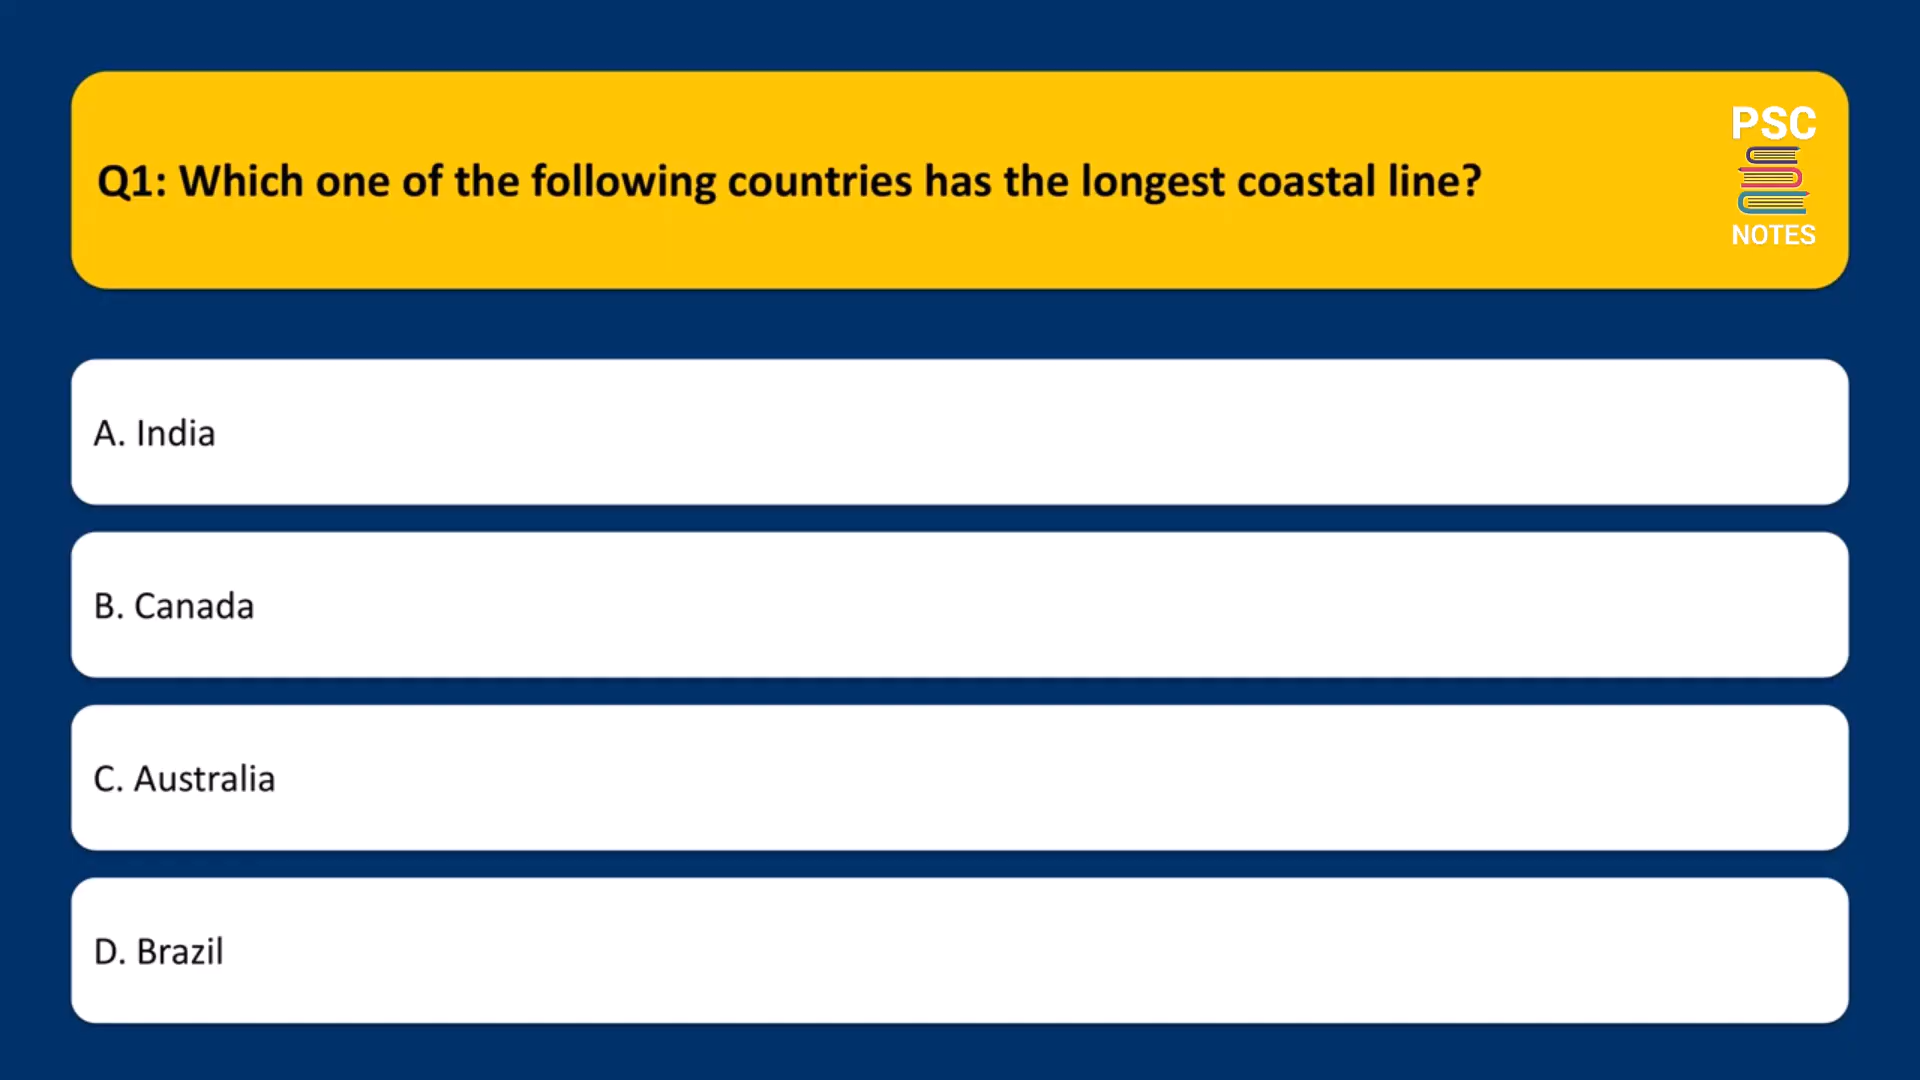 PSC
NOTES
Q1: Which one of the following countries has the longest coastal line?
A. India
B. Canada
C. Australia
D. Brazil